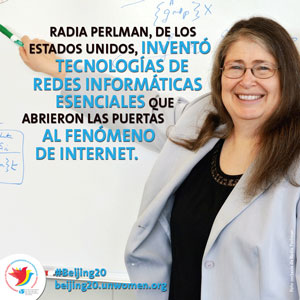 RADIA PERLMAN, DE LOS
ESTADOS UNIDOS, INVENTÓ
TECNOLOGÍAS DE
REDES INFORMÁTICAS
ESENCIALES QUE
ABRIERON LAS PUERTAS
AL FENÓMENO
DE INTERNET.
#Beijing20
beijing20.unwomen.org